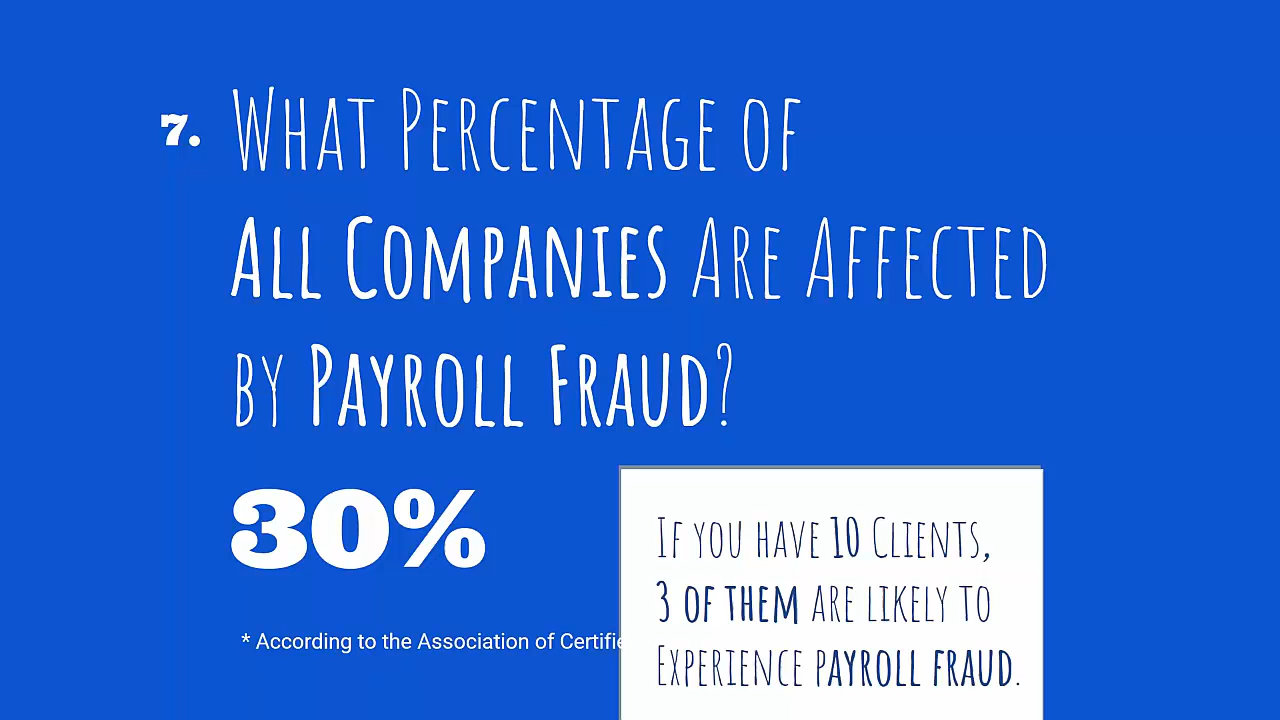 7. What Percentage of
All Companies Are Affected
by Payroll Fraud?
30%
* According to the Association of
If you have 10 Clients,
3 of them are likely to
Experience payroll fraud.